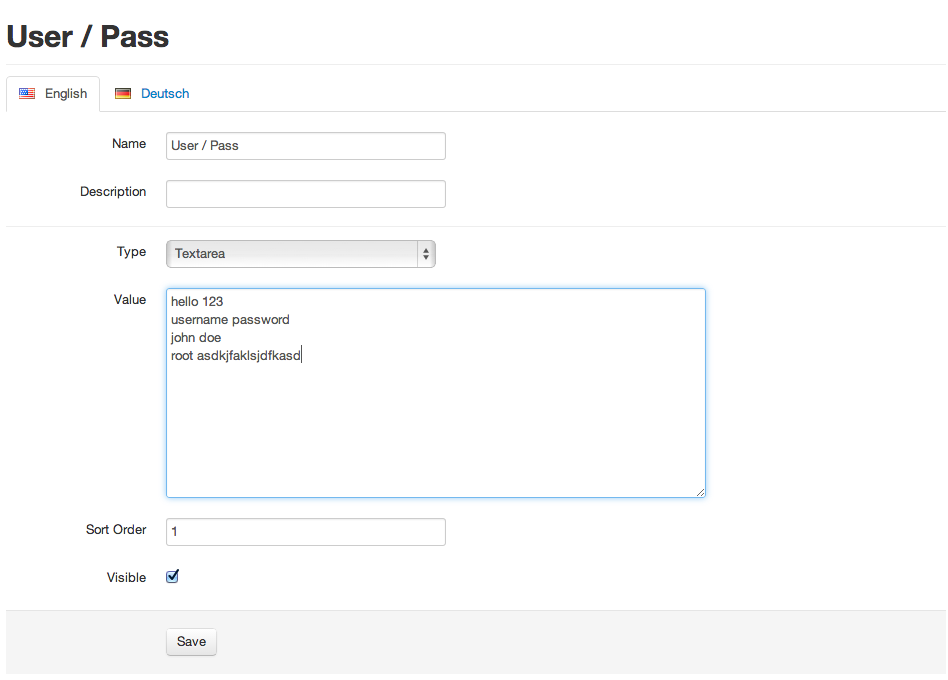 User / Pass
English Deutsch
Name User / Pass
Description
Type Textarea
Value hello 123
username password
john doe
root asdkjfaklsjdfkasd
Sort Order 1
Visible
Save